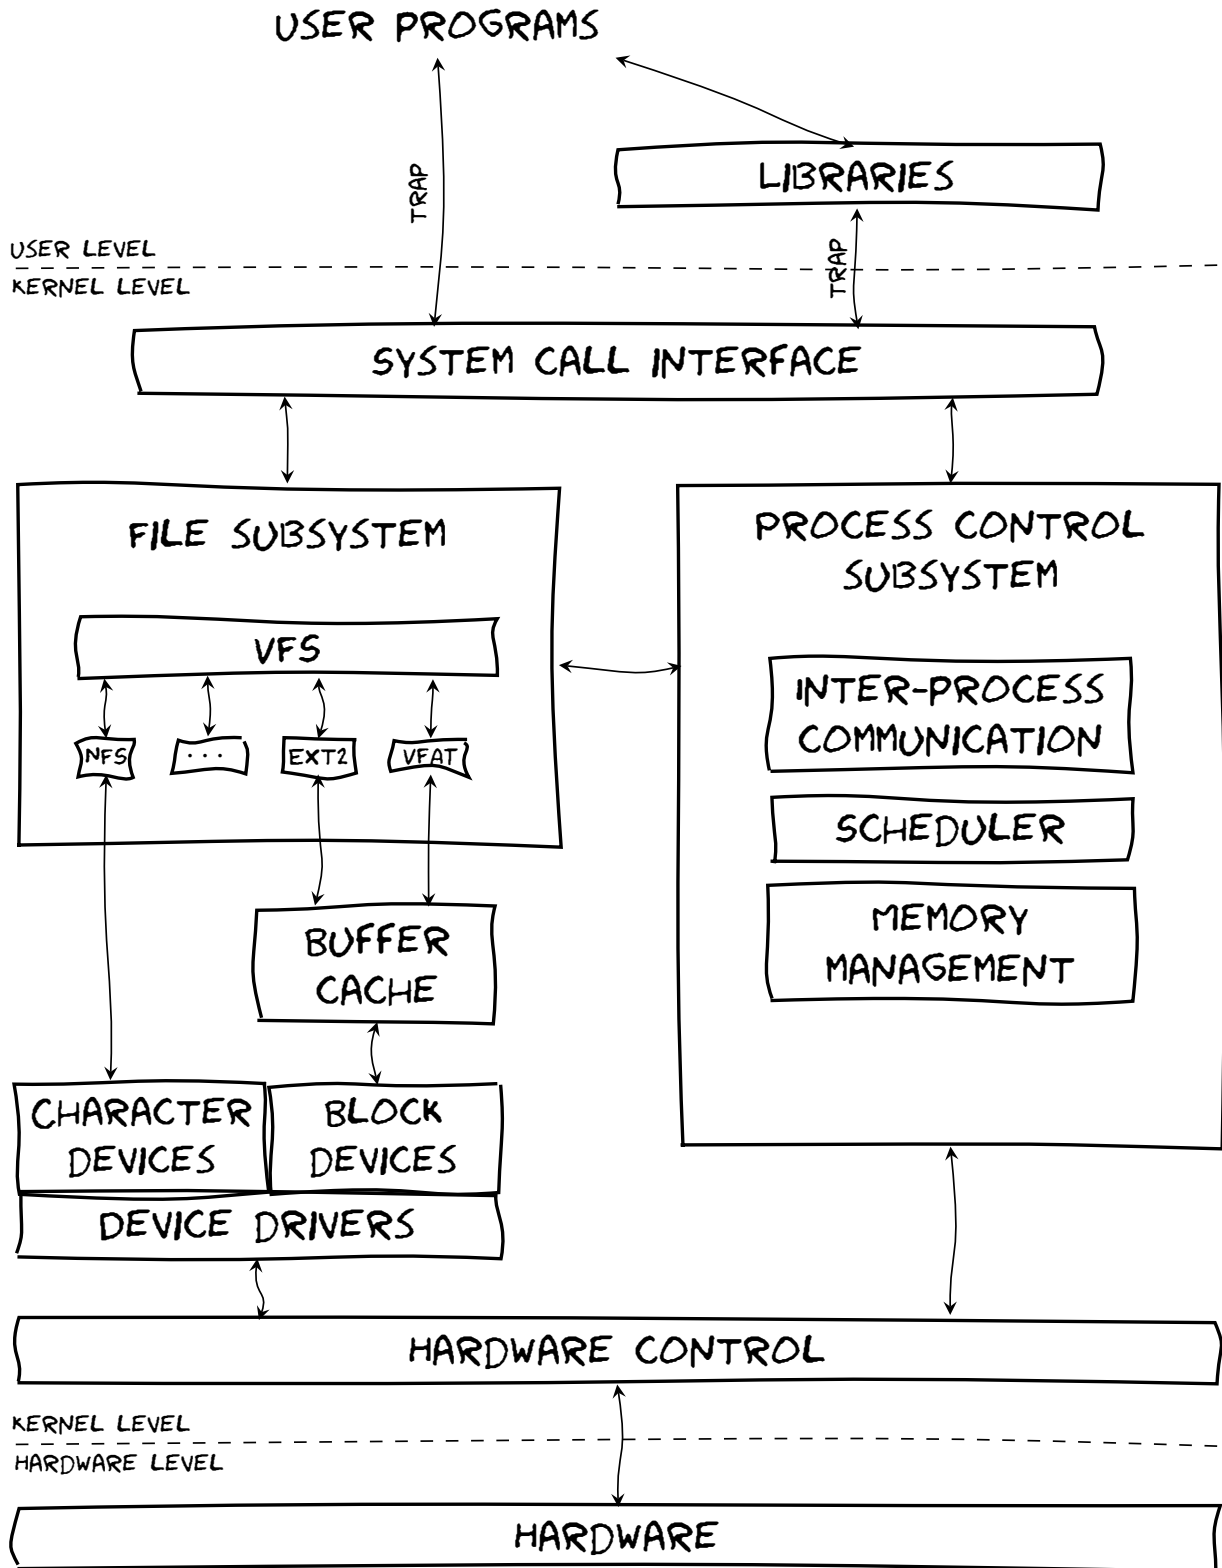 USER PROGRAMS
LIBRARIES
TRAP
TRAP
USER LEVEL
KERNEL LEVEL
SYSTEM CALL INTERFACE
FILE SUBSYSTEM
VFS
NFS
...
EXT2
VFAT
PROCESS CONTROL
SUBSYSTEM
INTER-PROCESS
COMMUNICATION
SCHEDULER
MEMORY
MANAGEMENT
BUFFER
CACHE
CHARACTER
DEVICES
BLOCK
DEVICES
DEVICE DRIVERS
HARDWARE CONTROL
KERNEL LEVEL
HARDWARE LEVEL
HARDWARE